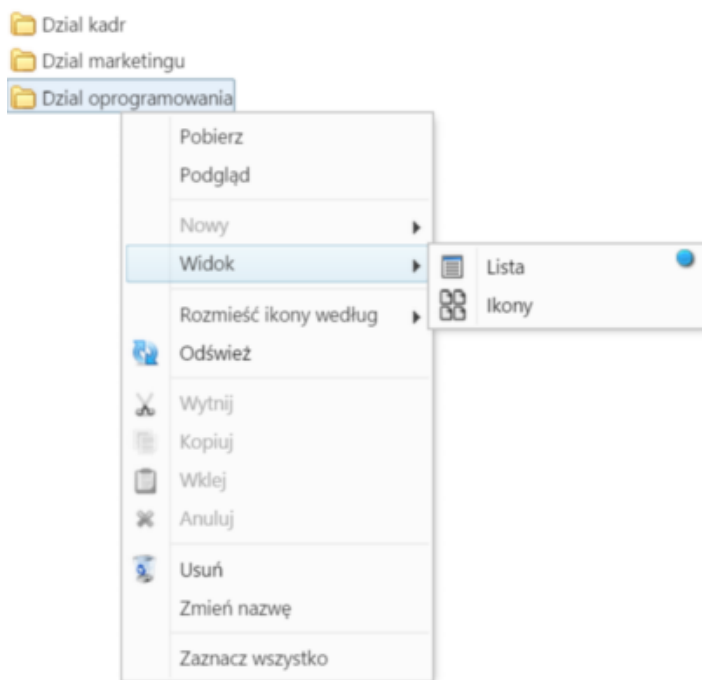 Dzial kadr
Dzial marketingu
Dzial oprogramowania
Pobierz
Podgląd
Nowy
Widok
Lista
Ikony
Rozmieść ikony według
Odśwież
Wytnij
Kopiuj
Wklej
Anuluj
Usuń
Zmień nazwę
Zaznacz wszystko